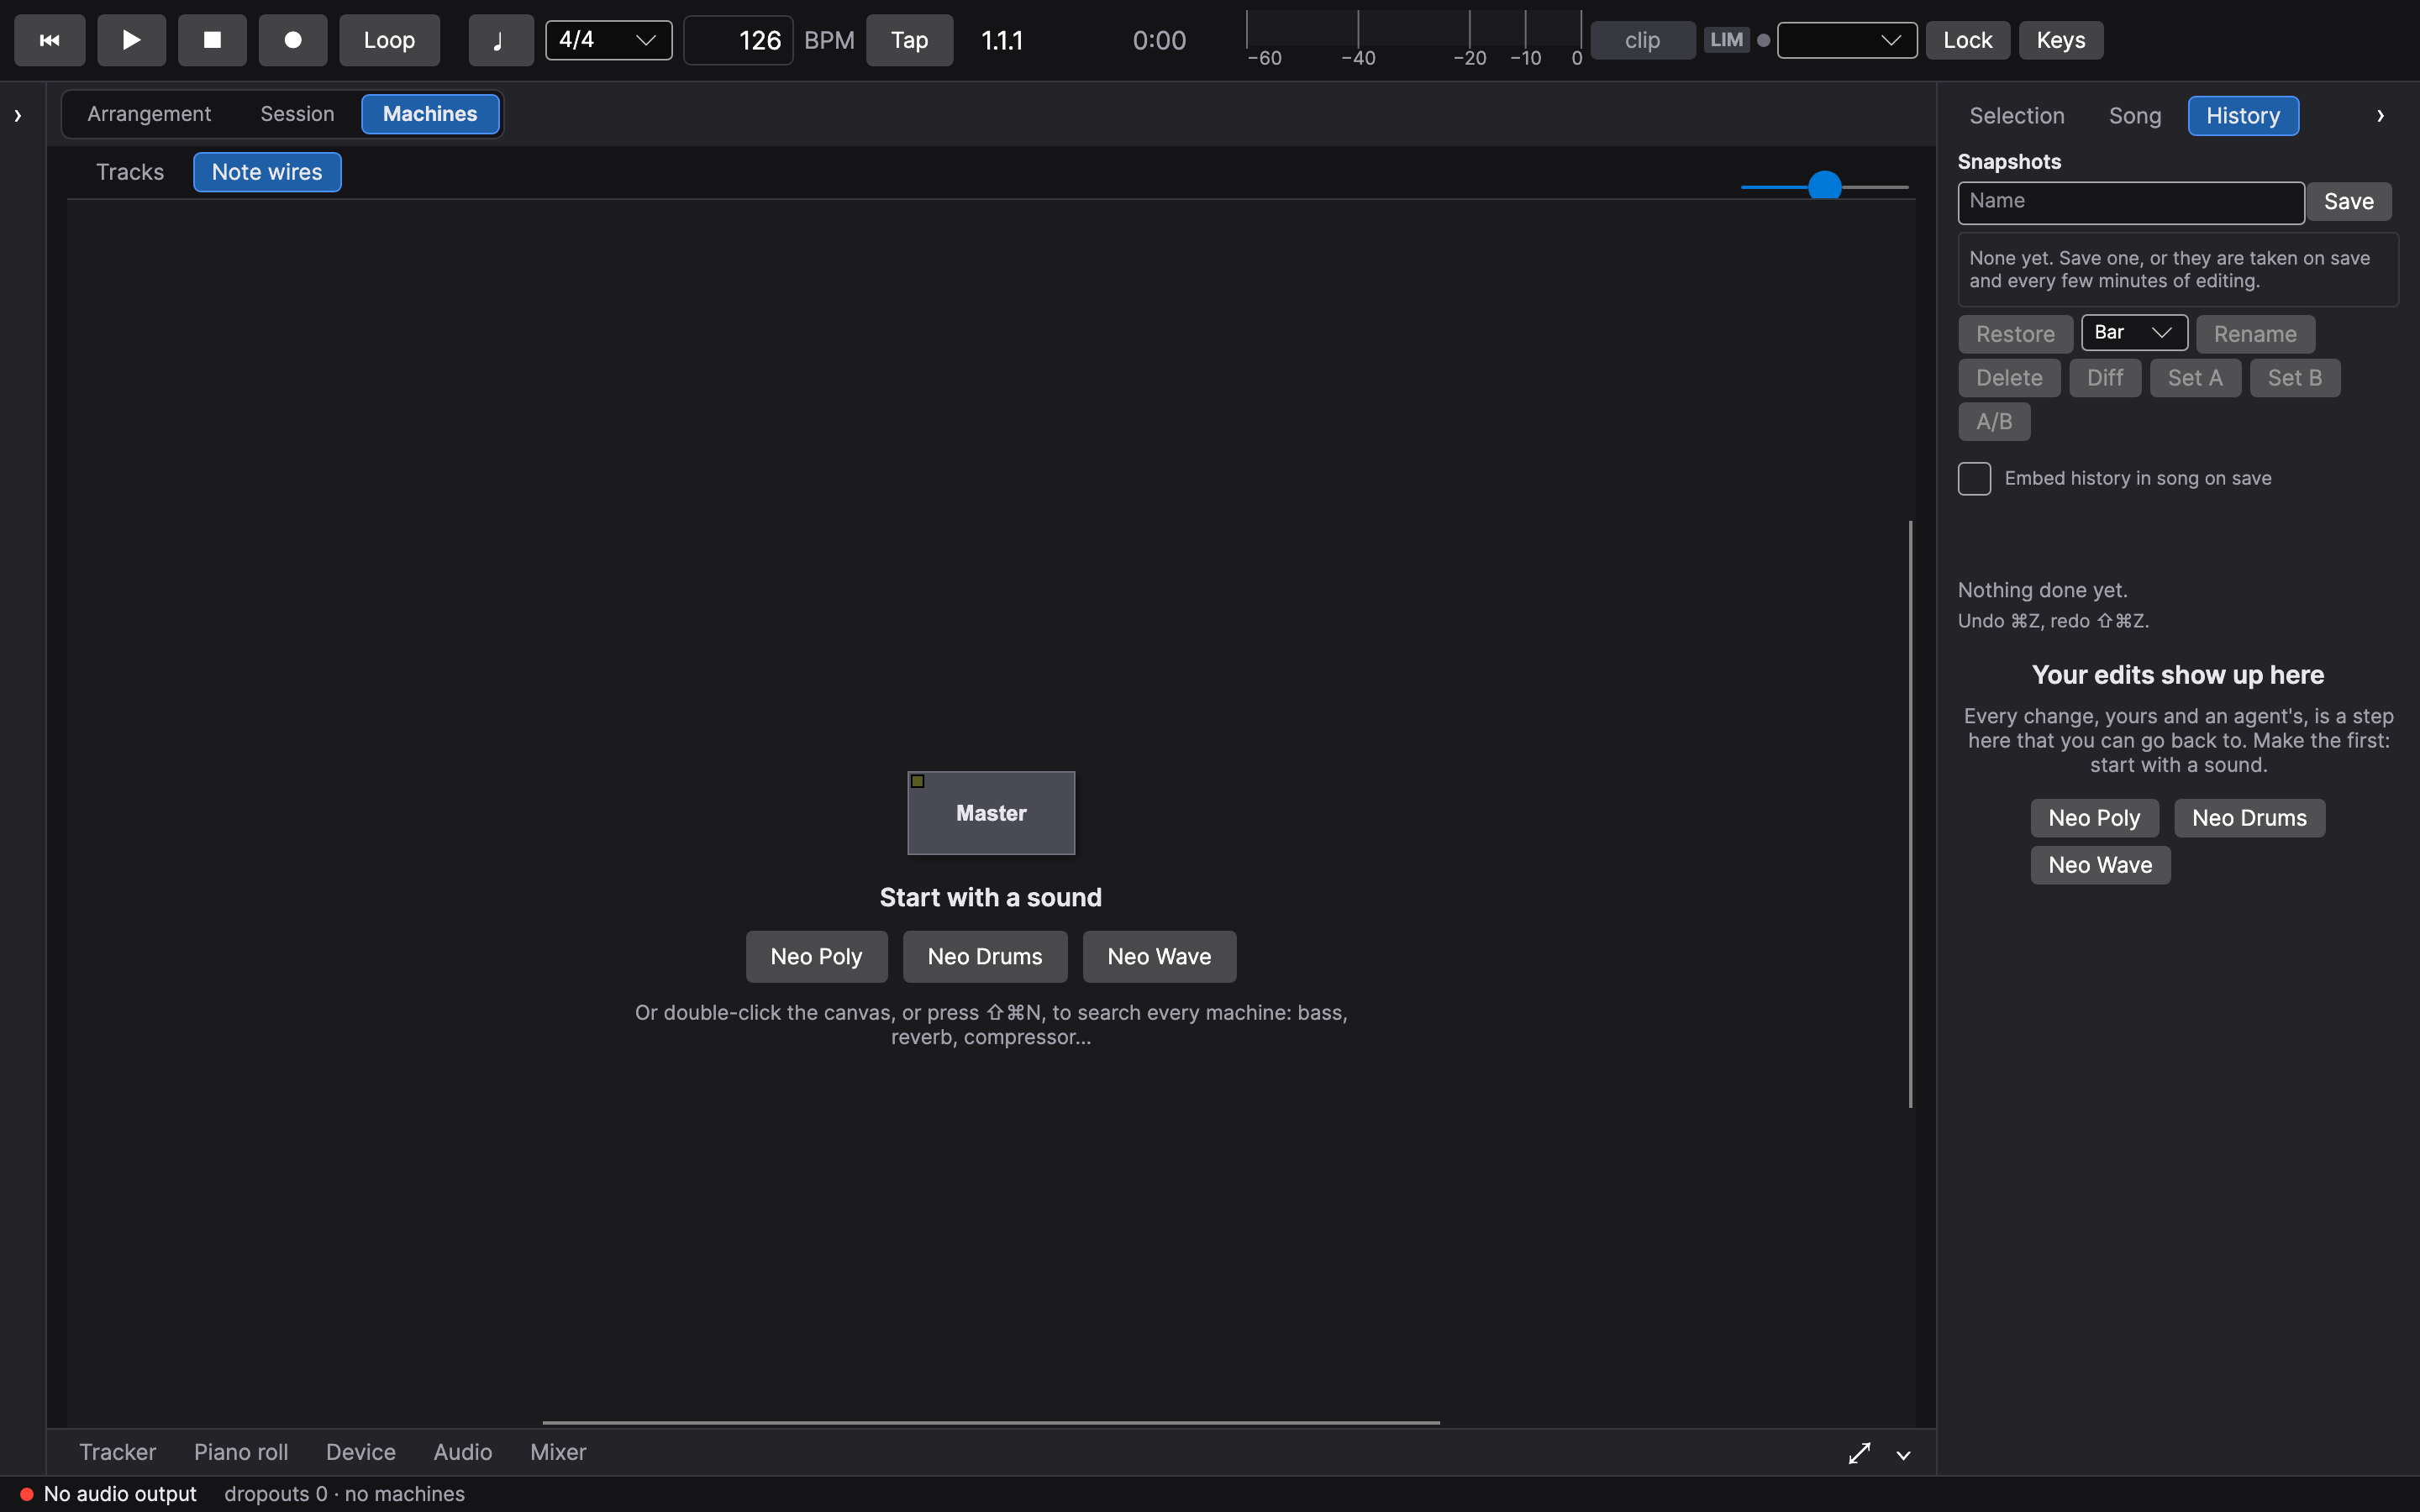 Loop
4/4
126 BPM
Tap
1.1.1
0:00
−60 −40 −20 −10 0
clip
LIM
Lock
Keys
Arrangement Session Machines
Tracks Note wires
Master
Start with a sound
Neo Poly Neo Drums Neo Wave
Or double-click the canvas, or press ⇧⌘N, to search every machine: bass,
reverb, compressor...
Selection Song History
Snapshots
Name Save
None yet. Save one, or they are taken on save
and every few minutes of editing.
Restore Bar Rename
Delete Diff Set A Set B
A/B
Embed history in song on save
Nothing done yet.
Undo ⌘Z, redo ⇧⌘Z.
Your edits show up here
Every change, yours and an agent's, is a step
here that you can go back to. Make the first:
start with a sound.
Neo Poly Neo Drums
Neo Wave
Tracker Piano roll Device Audio Mixer
No audio output dropouts 0 · no machines